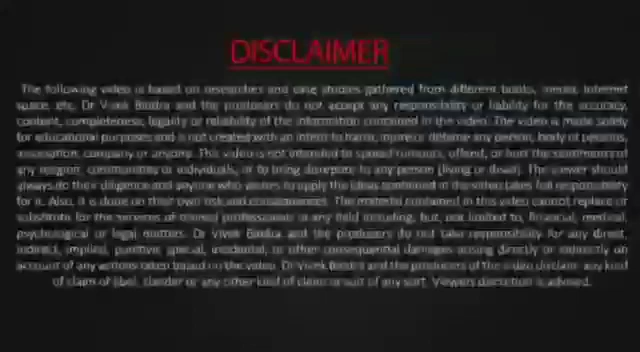 DISCLAIMER
The following video is based on researches and case studies gathered from different books, media, internet
space, etc. Dr Vivek Bindra and the producers do not accept any responsibility or liability for the accuracy,
content, completeness, legality or reliability of the information contained in the video. The video is made solely
for educational purposes and is not created with an intent to harm, injure or defame any person, body of persons,
association, company or anyone. This video is not intended to spread rumours, offend, or hurt the sentiments of
any religion, communities or individuals, or to bring disrepute to any person (living or dead). The viewer should
always do their diligence and anyone who wishes to apply the ideas contained in the video takes full responsibility
for it. Also, it is done on their own risk and consequences. The material contained in this video cannot replace or
substitute for the services of trained professionals in any field including, but not limited to, financial, medical,
psychological or legal matters. Dr Vivek Bindra and the producers do not take responsibility for any direct,
indirect, implied, punitive, special, incidental, or other consequential damages arising directly or indirectly on
account of any actions taken based on the video. Dr Vivek Bindra and the producers of the video disclaim any kind
of claim of libel, slander or any other kind of claim or suit of any sort. Viewers discretion is advised.